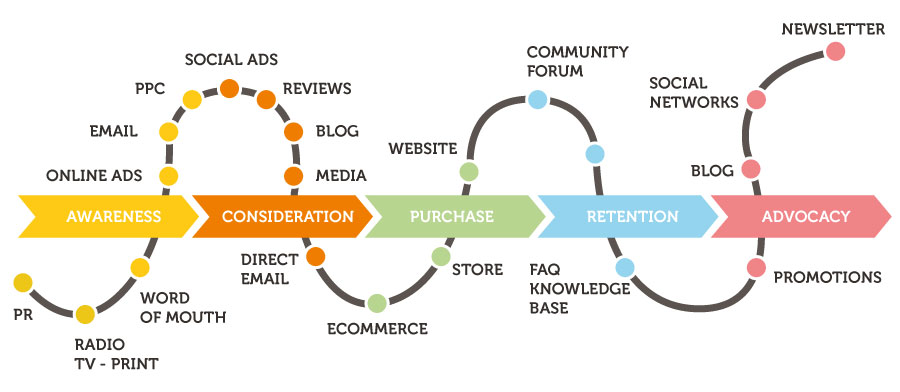 NEWSLETTER
SOCIAL ADS
COMMUNITY
FORUM
PPC
REVIEWS
SOCIAL
NETWORKS
EMAIL
BLOG
WEBSITE
ONLINE ADS
MEDIA
BLOG
AWARENESS
CONSIDERATION
PURCHASE
RETENTION
ADVOCACY
DIRECT
EMAIL
STORE
FAQ
KNOWLEDGE
BASE
PROMOTIONS
PR
WORD
OF MOUTH
ECOMMERCE
RADIO
TV - PRINT